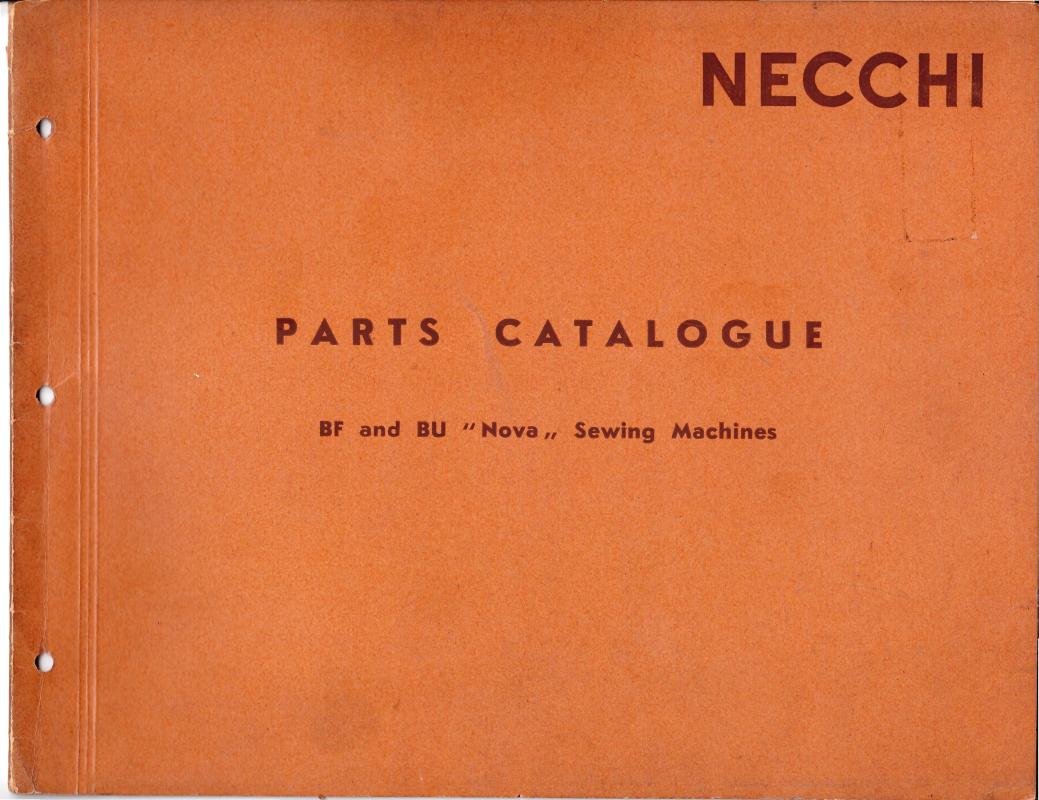 NECCHI
PARTS CATALOGUE
BF and BU "Nova„ Sewing Machines